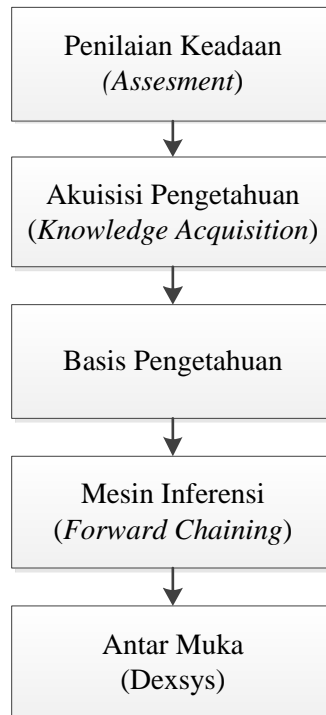 Penilaian Keadaan
(Assesment)
Akuisisi Pengetahuan
(Knowledge Acquisition)
Basis Pengetahuan
Mesin Inferensi
(Forward Chaining)
Antar Muka
(Dexsys)